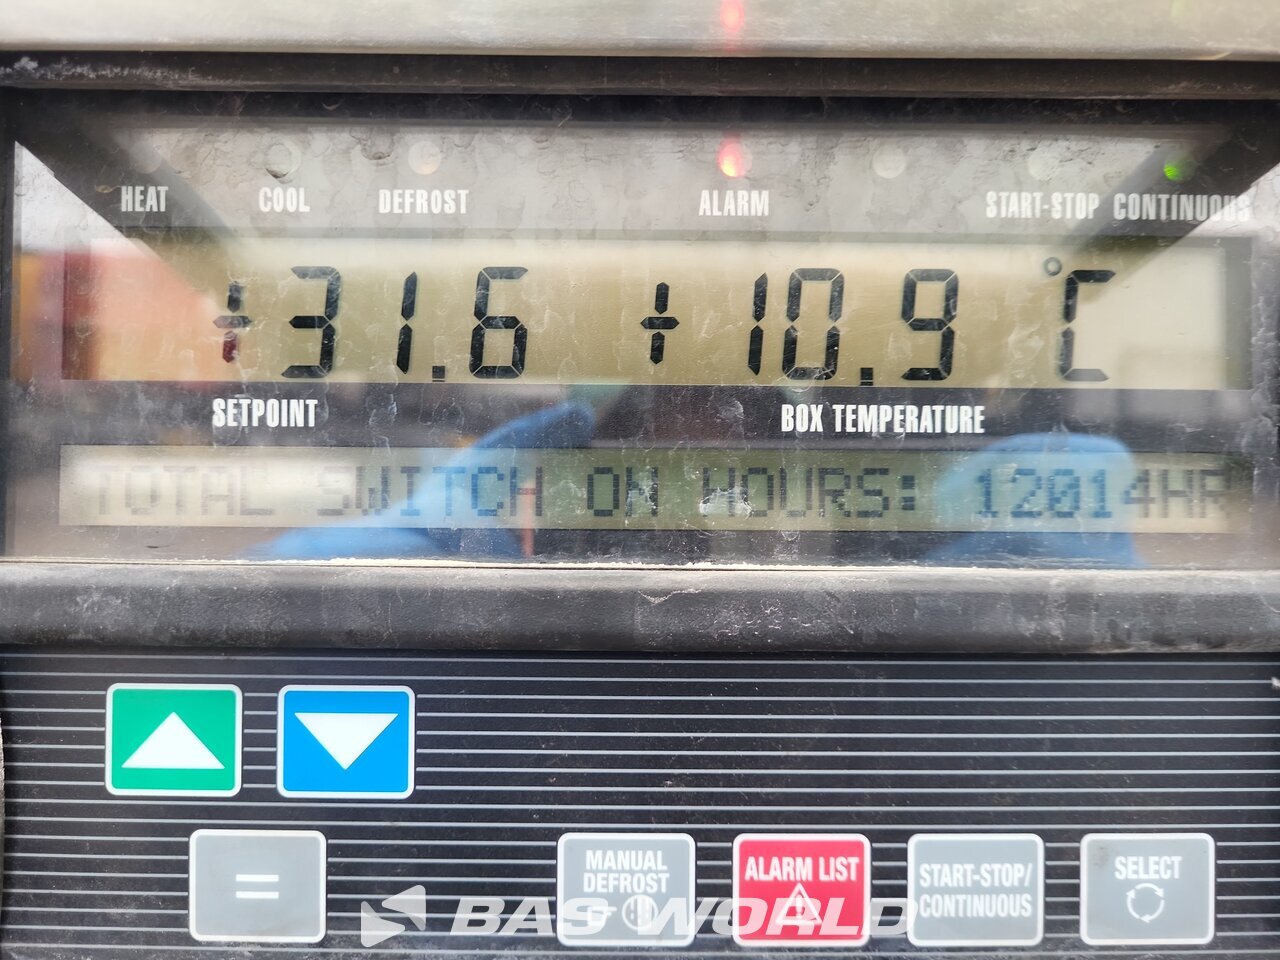 HEAT COOL DEFROST ALARM START-STOP CONTINUOUS
+31.6 +10.9 °C
SETPOINT BOX TEMPERATURE
TOTAL SWITCH ON HOURS: 12014HR
MANUAL DEFROST
ALARM LIST
START-STOP/ CONTINUOUS
SELECT
=
BAS WORLD